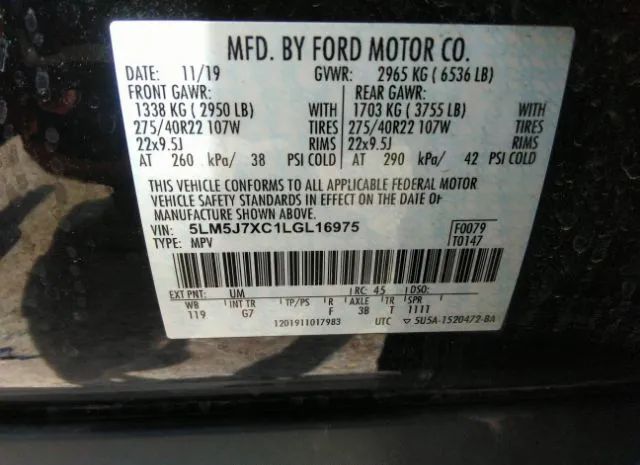 MFD. BY FORD MOTOR CO.
DATE: 11/19 GVWR: 2965 KG ( 6536 LB)
FRONT GAWR: REAR GAWR:
1338 KG ( 2950 LB) WITH 1703 KG ( 3755 LB) WITH
275/40R22 107W TIRES 275/40R22 107W TIRES
22x9.5J RIMS 22x9.5J RIMS
AT 260 kPa/ 38 PSI COLD AT 290 kPa/ 42 PSI COLD
THIS VEHICLE CONFORMS TO ALL APPLICABLE FEDERAL MOTOR
VEHICLE SAFETY STANDARDS IN EFFECT ON THE DATE OF
MANUFACTURE SHOWN ABOVE.
VIN: 5LM5J7XC1LGL16975 F0079
TYPE: MPV T0147
EXT PNT: UM RC: 45 DSO:
WB INT TR TP/PS R AXLE TR SPR
119 G7 F 38 T 1111
1201911017983 UTC ▽ 5U5A-1520472-BA